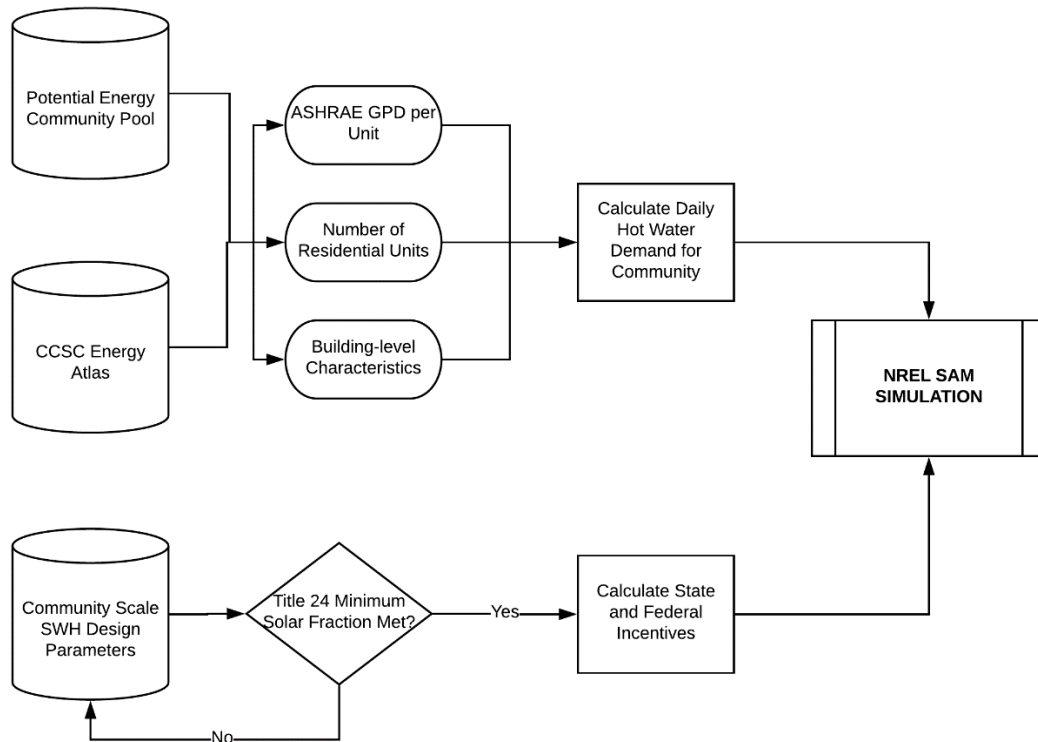 Potential Energy
Community Pool
ASHRAE GPD per
Unit
Number of
Residential Units
Calculate Daily
Hot Water
Demand for
Community
CCSC Energy
Atlas
Building-level
Characteristics
NREL SAM
SIMULATION
Community Scale
SWH Design
Parameters
Title 24 Minimum
Solar Fraction Met?
Yes
Calculate State
and Federal
Incentives
No